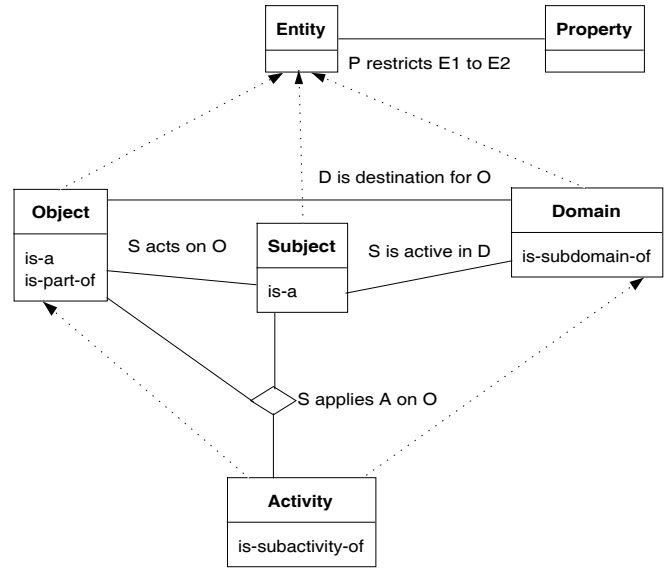 Entity
Property
P restricts E1 to E2
D is destination for O
Object
Domain
S acts on O
Subject
S is active in D
is-a
is-part-of
is-subdomain-of
is-a
S applies A on O
Activity
is-subactivity-of